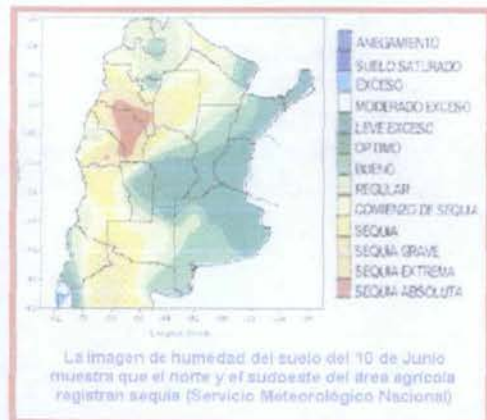 ANEGAMIENTO
SUELO SATURADO
EXCESO
MODERADO EXCESO
LEVE EXCESO
OPTIMO
BUENO
REGULAR
COMIENZO DE SEQUIA
SEQUIA
SEQUIA GRAVE
SEQUIA EXTREMA
SEQUIA ABSOLUTA
La imagen de humedad del suelo del 10 de Junio
muestra que el norte y el sudoeste del área agrícola
registran sequía (Servicio Meteorológico Nacional)